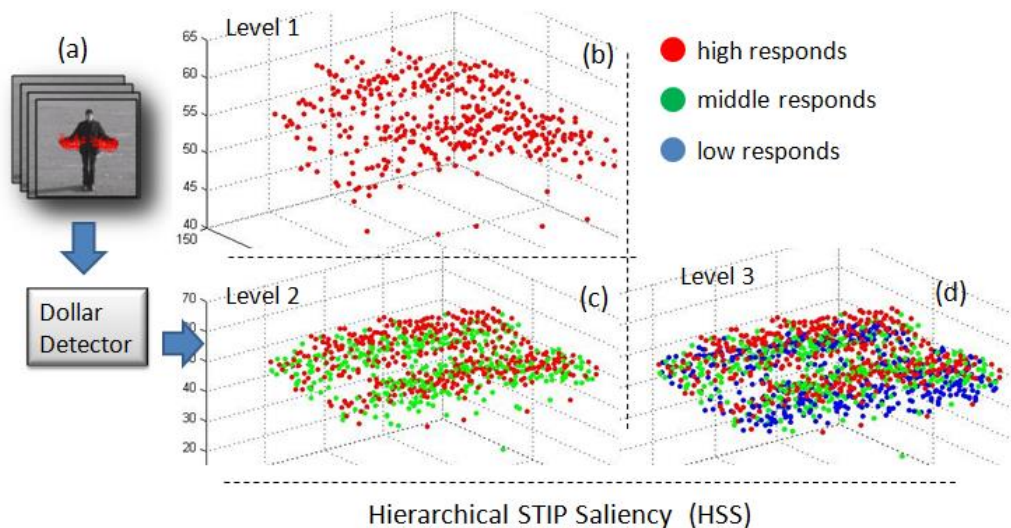 (a)
Level 1
(b)
65
60
55
50
45
40
150
high responds
middle responds
low responds
Dollar
Detector
Level 2
(c)
70
50
40
30
20
Level 3
(d)
Hierarchical STIP Saliency (HSS)